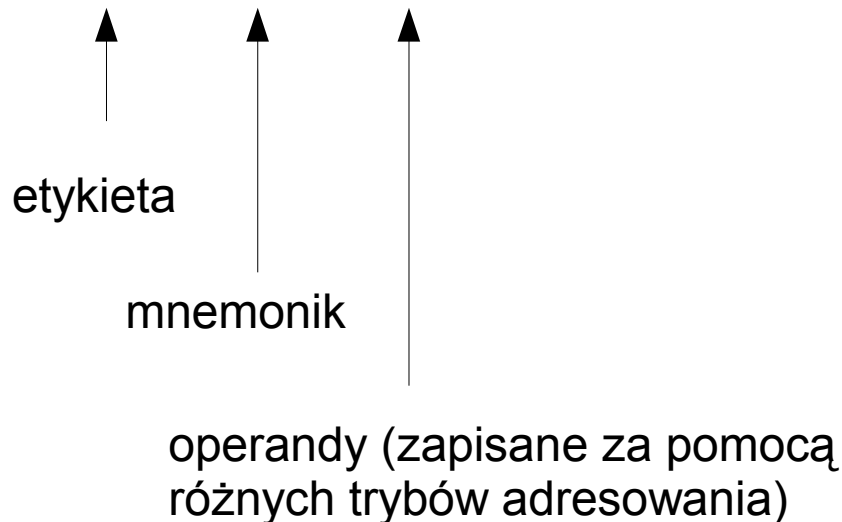 etykieta
mnemonik
operandy (zapisane za pomocą
różnych trybów adresowania)